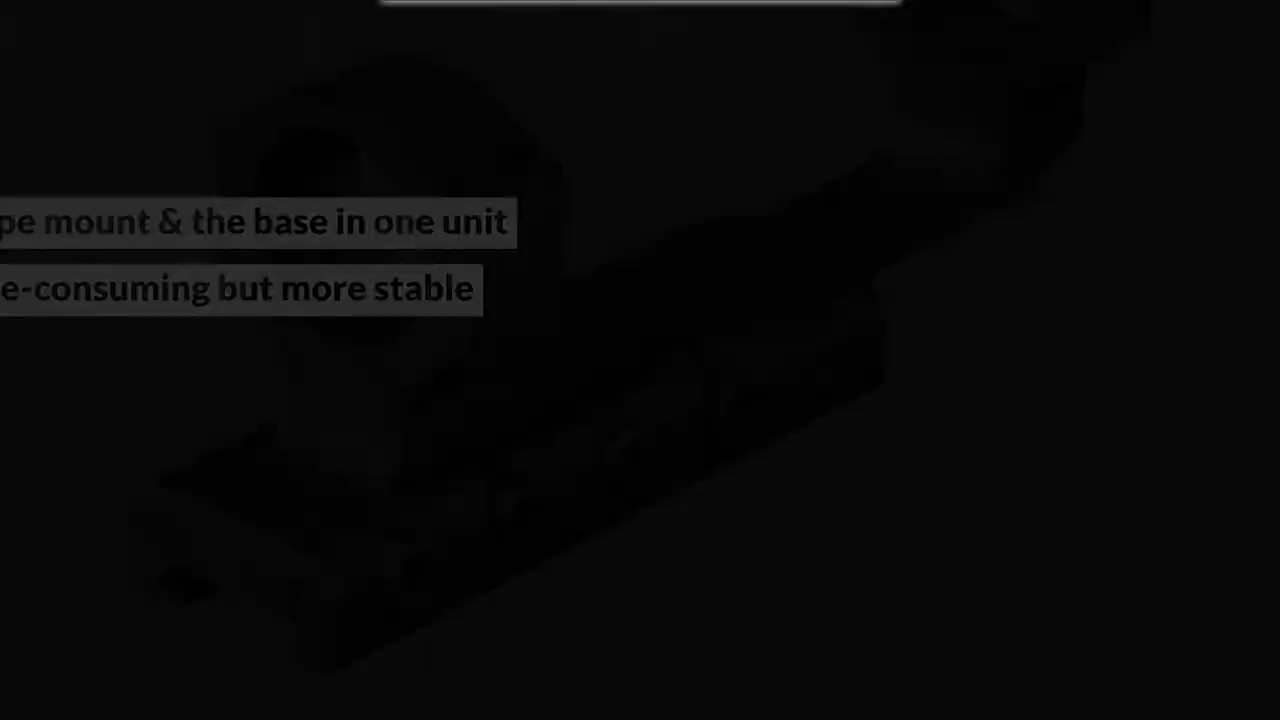 pe mount & the base in one unit
e-consuming but more stable